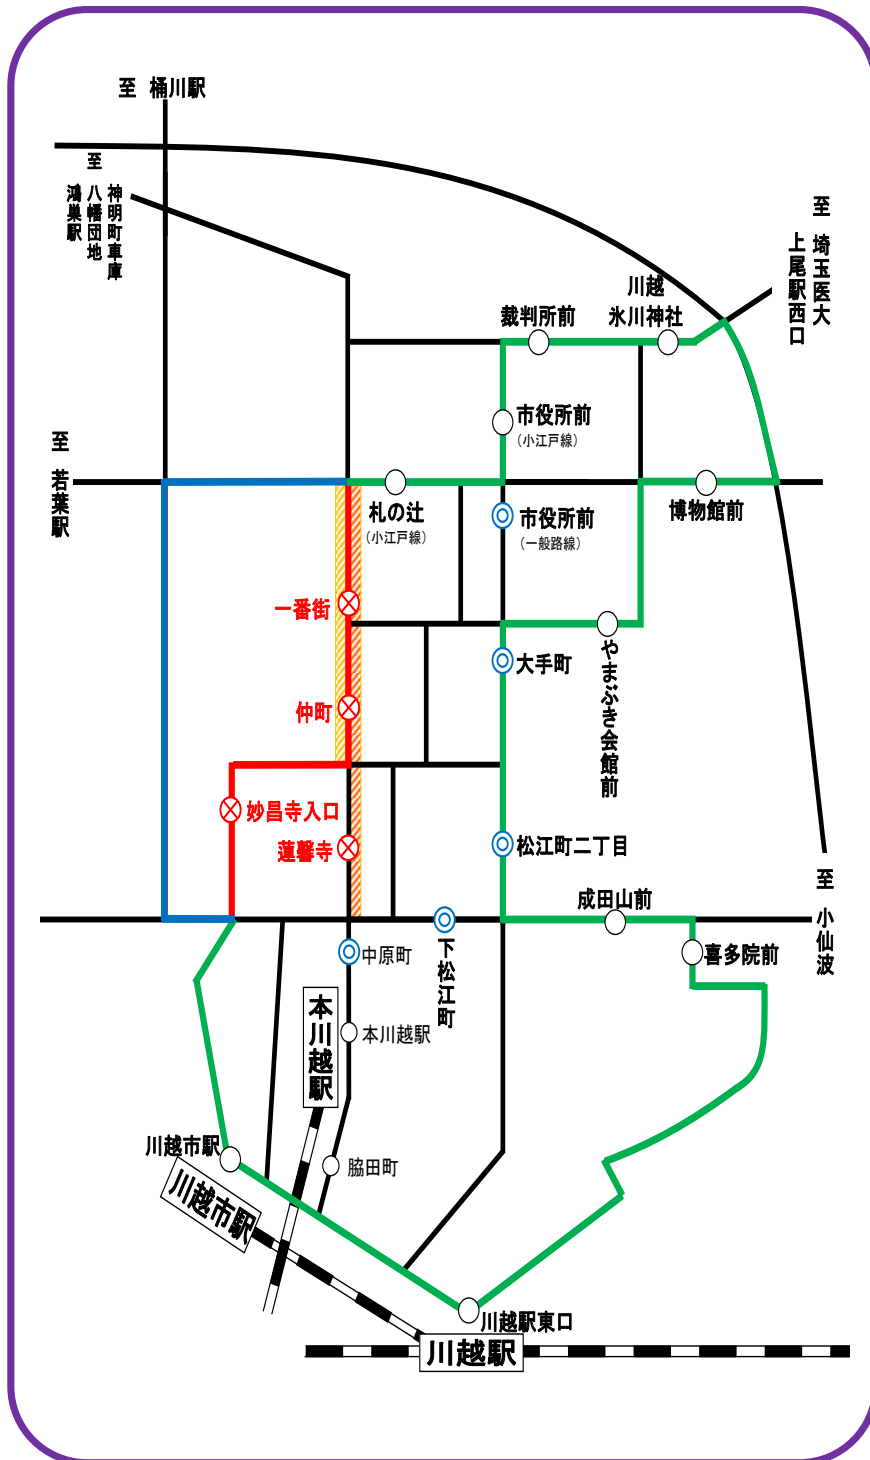 至 桶川駅
至
神明町車庫
八幡団地
鴻巣駅
至
埼玉医大
上尾駅西口
川越
氷川神社
裁判所前
市役所前
(小江戸線)
至
若葉駅
札の辻
(小江戸線)
市役所前
(一般路線)
博物館前
一番街
大手町
やまぶき会館前
仲町
妙昌寺入口
蓮馨寺
松江町二丁目
至
小仙波
成田山前
中原町
下松江町
喜多院前
本川越駅
本川越駅
川越市駅
脇田町
川越市駅
川越駅東口
川越駅